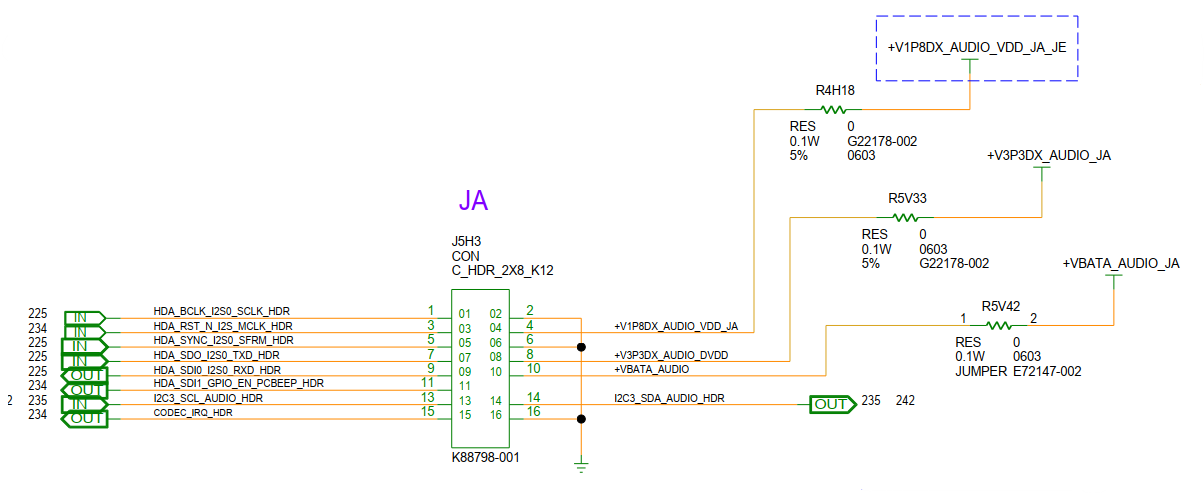 +V1P8DX_AUDIO_VDD_JA_JE
R4H18
RES 0
0.1W G22178-002
5% 0603
+V3P3DX_AUDIO_JA
R5V33
RES 0
0.1W 0603
5% G22178-002
+VBATA_AUDIO_JA
R5V42
1 2
RES 0
0.1W 0603
JUMPER E72147-002
JA
J5H3
CON
C_HDR_2X8_K12
225 IN HDA_BCLK_I2S0_SCLK_HDR 1 01 02 2
234 IN HDA_RST_N_I2S_MCLK_HDR 3 03 04 4 +V1P8DX_AUDIO_VDD_JA
225 IN HDA_SYNC_I2S0_SFRM_HDR 5 05 06 6
225 IN HDA_SDO_I2S0_TXD_HDR 7 07 08 8 +V3P3DX_AUDIO_DVDD
225 OUT HDA_SDI0_I2S0_RXD_HDR 9 09 10 10 +VBATA_AUDIO
234 OUT HDA_SDI1_GPIO_EN_PCBEEP_HDR 11 11
2 235 IN I2C3_SCL_AUDIO_HDR 13 13 14 14 I2C3_SDA_AUDIO_HDR OUT 235 242
234 OUT CODEC_IRQ_HDR 15 15 16 16
K88798-001